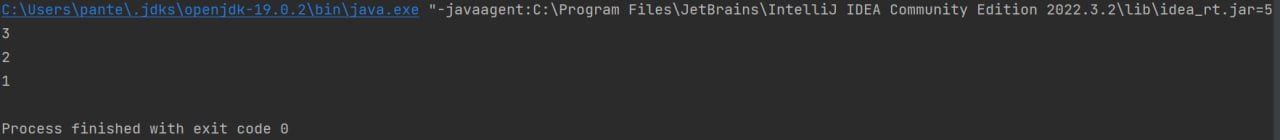 C:\Users\pante\.jdks\openjdk-19.0.2\bin\java.exe "-javaagent:C:\Program Files\JetBrains\IntelliJ IDEA Community Edition 2022.3.2\lib\idea_rt.jar=5
3
2
1
Process finished with exit code 0